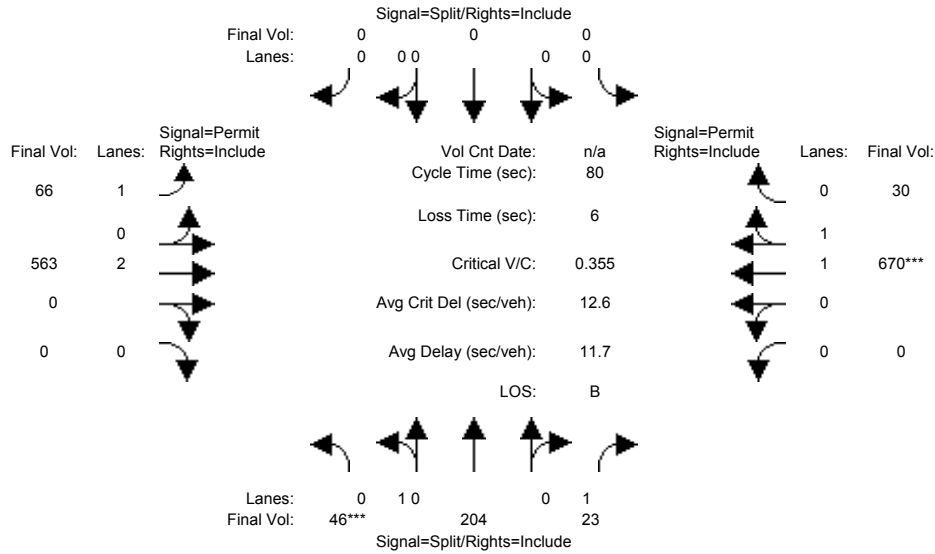 Signal=Split/Rights=Include
Final Vol: 0 0 0
Lanes: 0 0 0 0 0
Signal=Permit Signal=Permit
Final Vol: Lanes: Rights=Include Vol Cnt Date: n/a Rights=Include Lanes: Final Vol:
Cycle Time (sec): 80
66 1 0 30
Loss Time (sec): 6
0 1
563 2 Critical V/C: 0.355 1 670***
0 Avg Crit Del (sec/veh): 12.6 0
0 0 Avg Delay (sec/veh): 11.7 0 0
LOS: B
Lanes: 0 1 0 0 1
Final Vol: 46*** 204 23
Signal=Split/Rights=Include